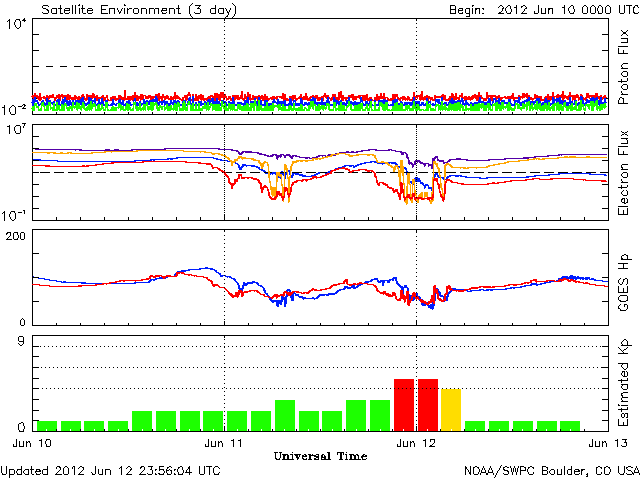 Satellite Environment (3 day) Begin: 2012 Jun 10 0000 UTC
10⁴
10⁻²
Proton Flux
10⁷
10⁻¹
Electron Flux
200
0
GOES Hp
9
0
Estimated Kp
Jun 10 Jun 11 Jun 12 Jun 13
Universal Time
Updated 2012 Jun 12 23:56:04 UTC NOAA/SWPC Boulder, CO USA